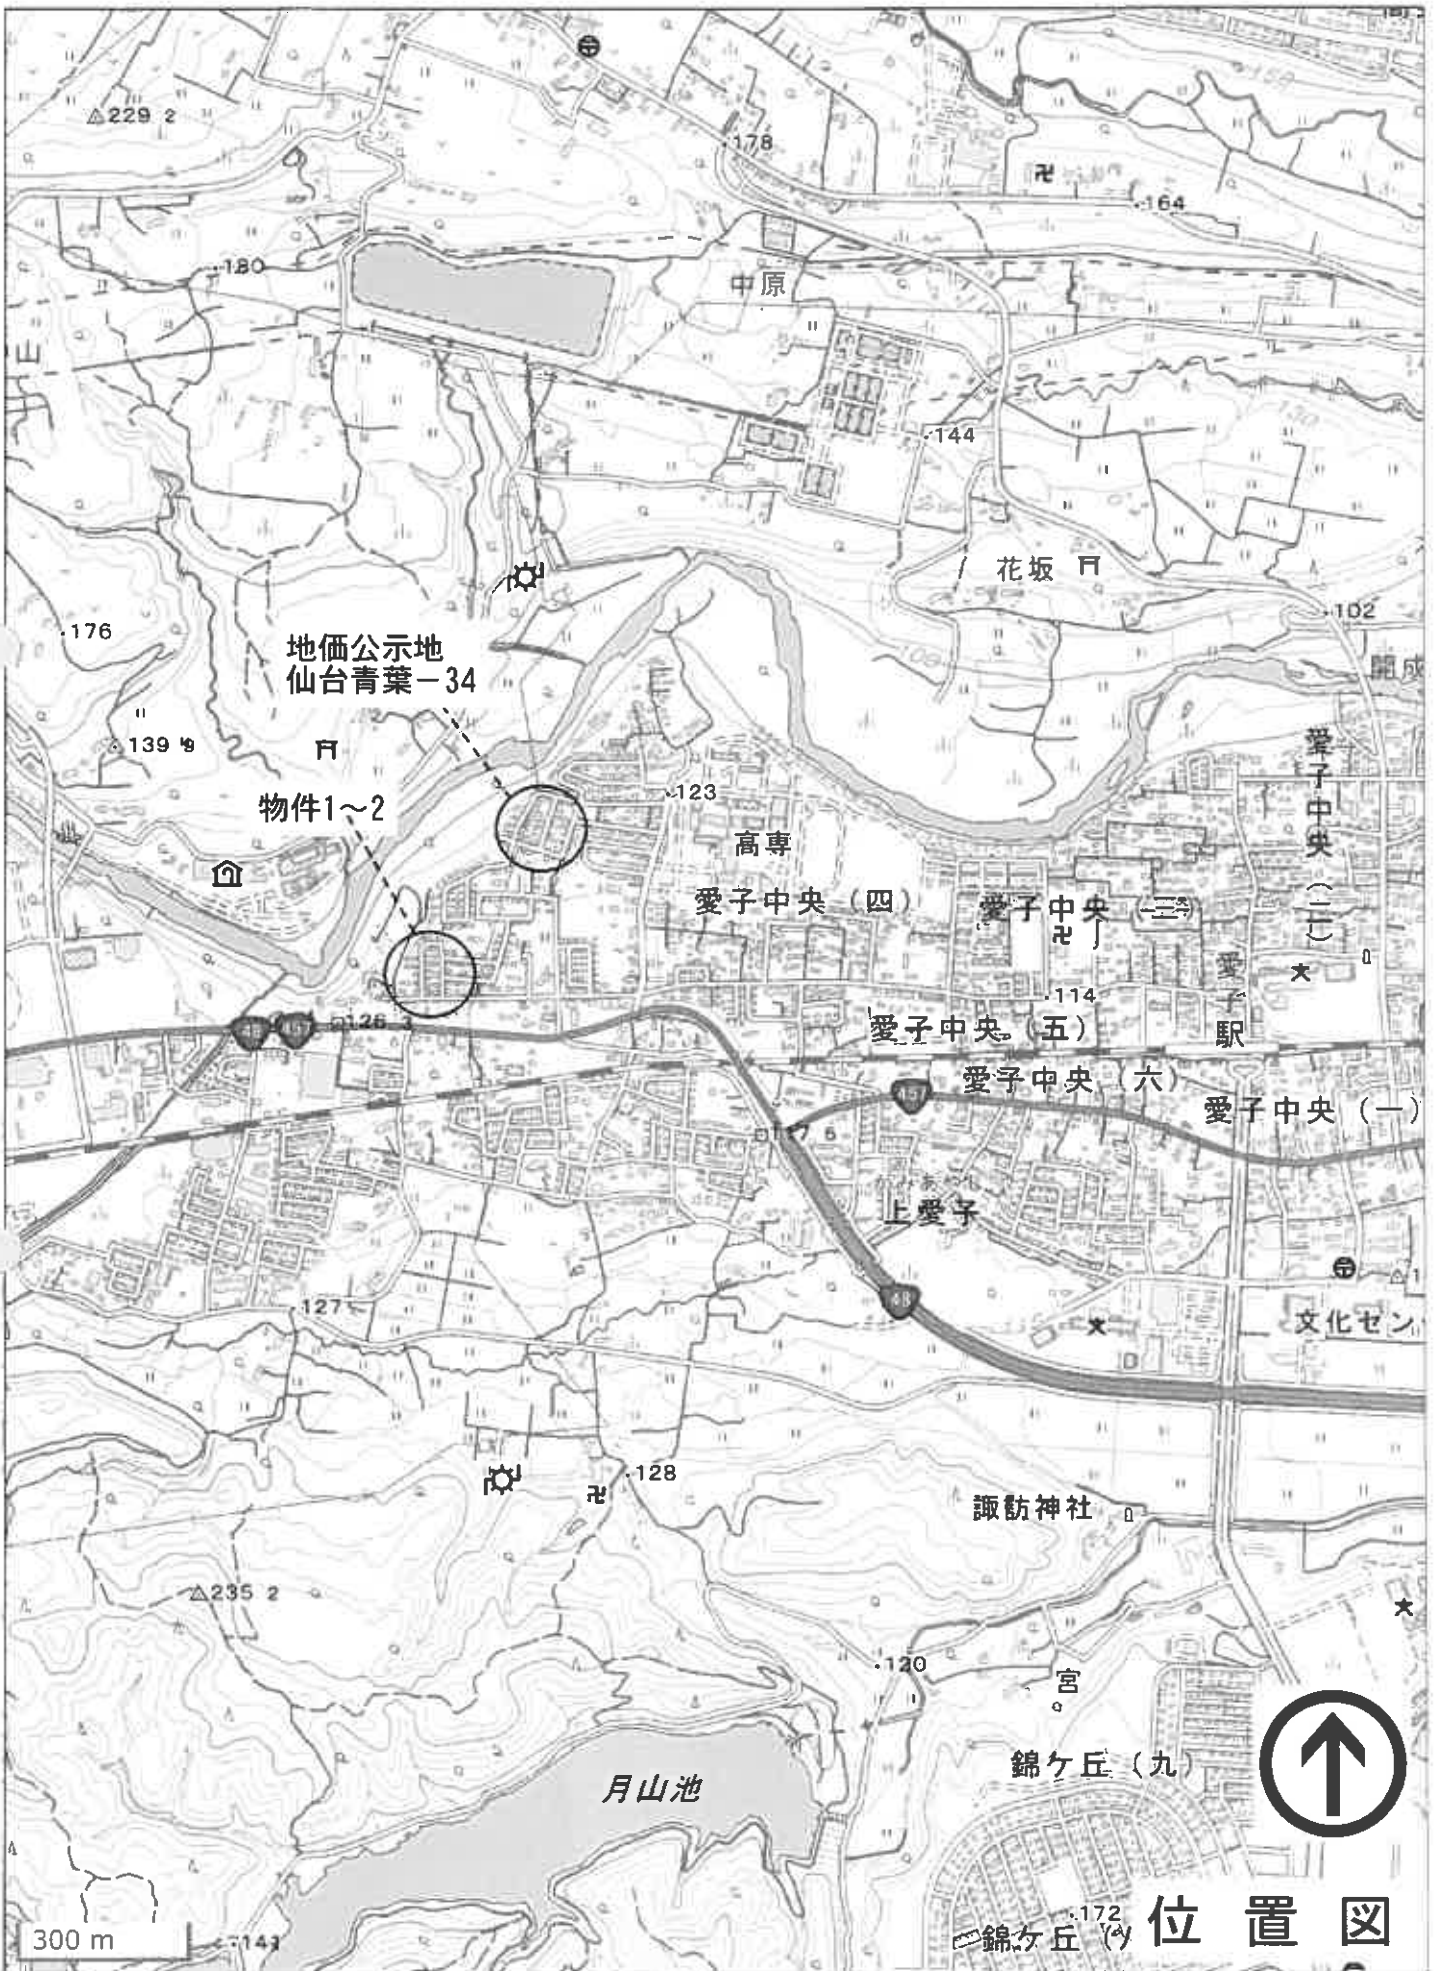 229 2
178
164
180
中原
山
144
花坂
102
176
地価公示地
仙台青葉－34
開成
139
愛子中央（二）
物件1～2
123
高専
愛子中央（四）
愛子中央
愛子駅
114
126 3
愛子中央（五）
愛子中央（六）
愛子中央（一）
上愛子
48
127
文化セン
128
諏訪神社
235 2
120
宮
錦ケ丘（九）
月山池
172
錦ケ丘
位置図
300 m
141